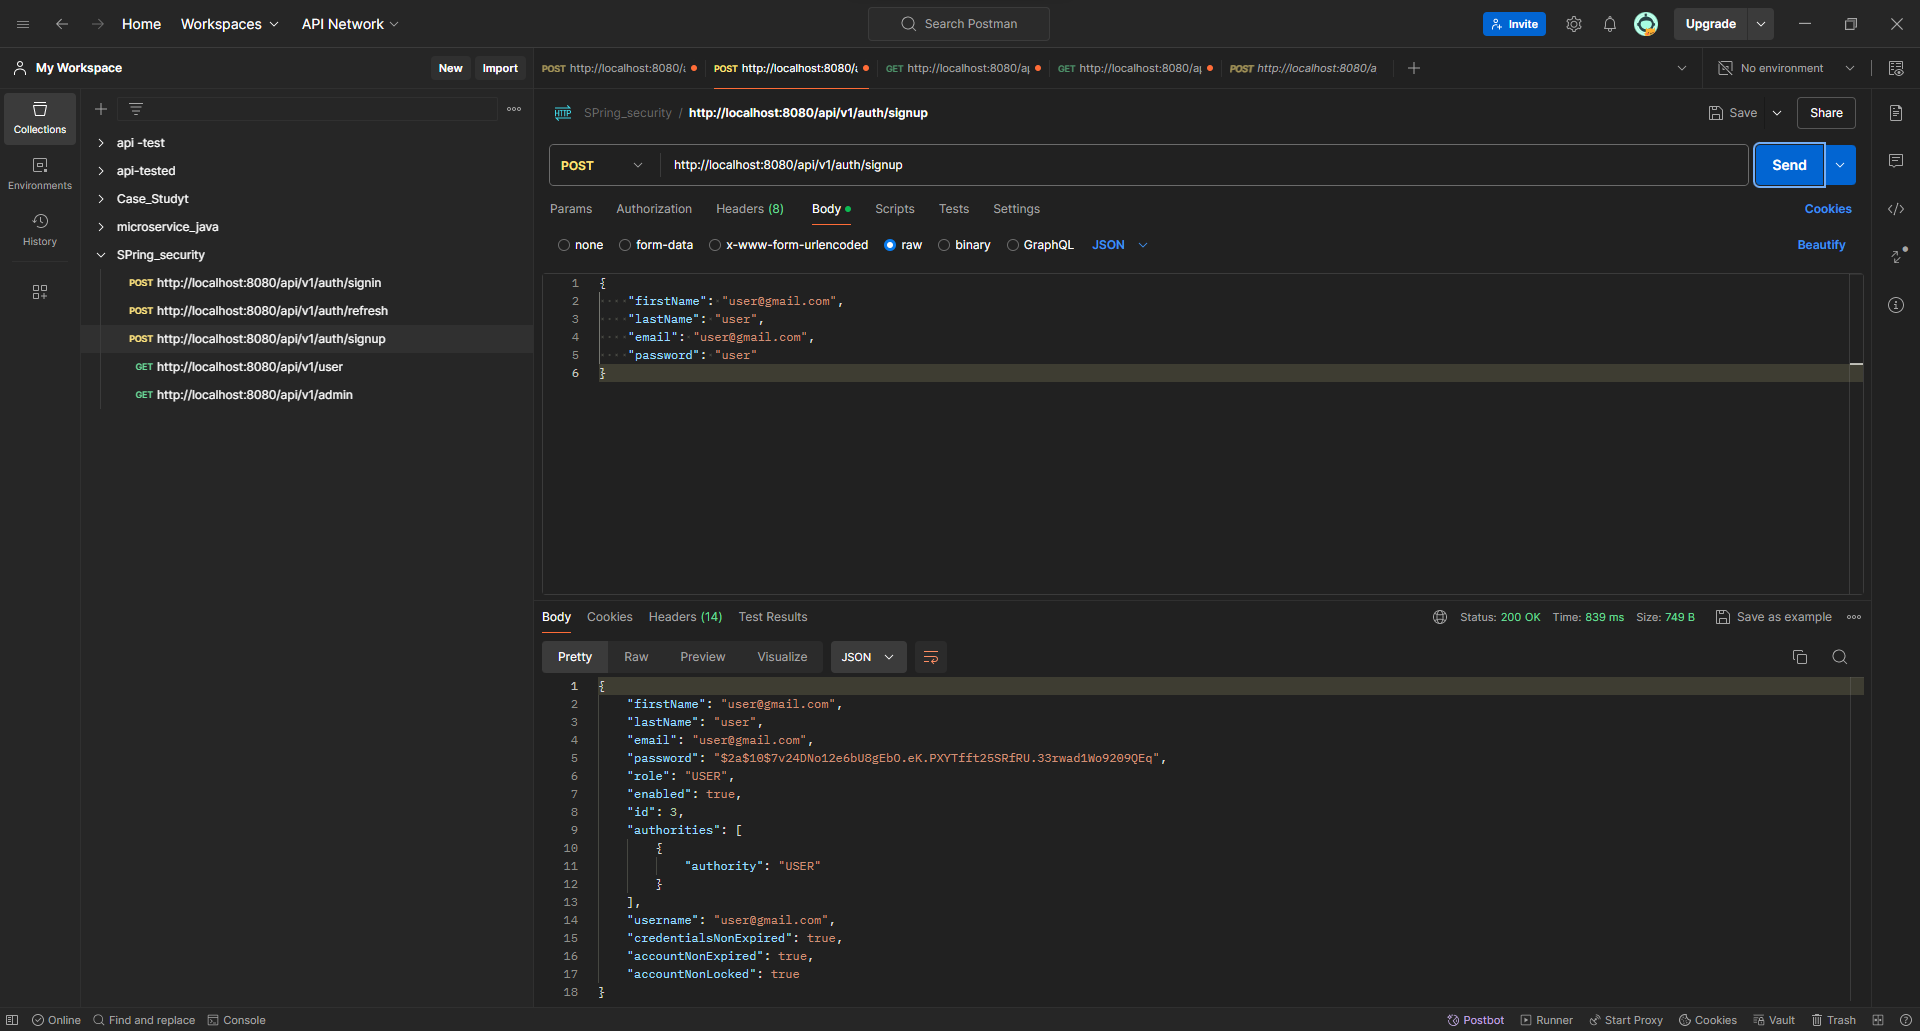 Home Workspaces API Network Search Postman Invite Upgrade
My Workspace New Import POST http://localhost:8080/ POST http://localhost:8080/ GET http://localhost:8080/a GET http://localhost:8080/a POST http://localhost:8080/a No environment
Collections
Environments
History
api -test
api-tested
Case_Studyt
microservice_java
SPring_security
POST http://localhost:8080/api/v1/auth/signin
POST http://localhost:8080/api/v1/auth/refresh
POST http://localhost:8080/api/v1/auth/signup
GET http://localhost:8080/api/v1/user
GET http://localhost:8080/api/v1/admin
HTTP SPring_security / http://localhost:8080/api/v1/auth/signup Save Share
POST http://localhost:8080/api/v1/auth/signup Send
Params Authorization Headers (8) Body Scripts Tests Settings Cookies
none form-data x-www-form-urlencoded raw binary GraphQL JSON Beautify
1 {
2 "firstName": "user@gmail.com",
3 "lastName": "user",
4 "email": "user@gmail.com",
5 "password": "user"
6 }
Body Cookies Headers (14) Test Results Status: 200 OK Time: 839 ms Size: 749 B Save as example
Pretty Raw Preview Visualize JSON
1 {
2 "firstName": "user@gmail.com",
3 "lastName": "user",
4 "email": "user@gmail.com",
5 "password": "$2a$10$7v24DNo12e6bU8gEbO.eK.PXYTfft25SRfRU.33rwad1Wo9209QEq",
6 "role": "USER",
7 "enabled": true,
8 "id": 3,
9 "authorities": [
10 {
11 "authority": "USER"
12 }
13 ],
14 "username": "user@gmail.com",
15 "credentialsNonExpired": true,
16 "accountNonExpired": true,
17 "accountNonLocked": true
18 }
Online Find and replace Console Postbot Runner Start Proxy Cookies Vault Trash